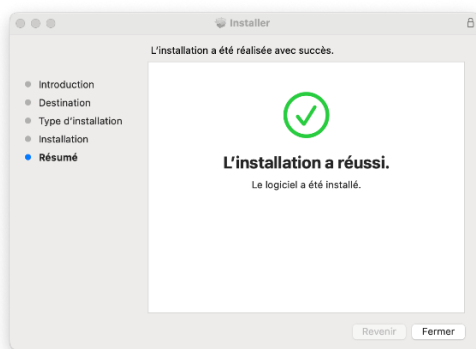 Installer
L'installation a été réalisée avec succès.
Introduction
Destination
Type d'installation
Installation
Résumé
L'installation a réussi.
Le logiciel a été installé.
Revenir
Fermer